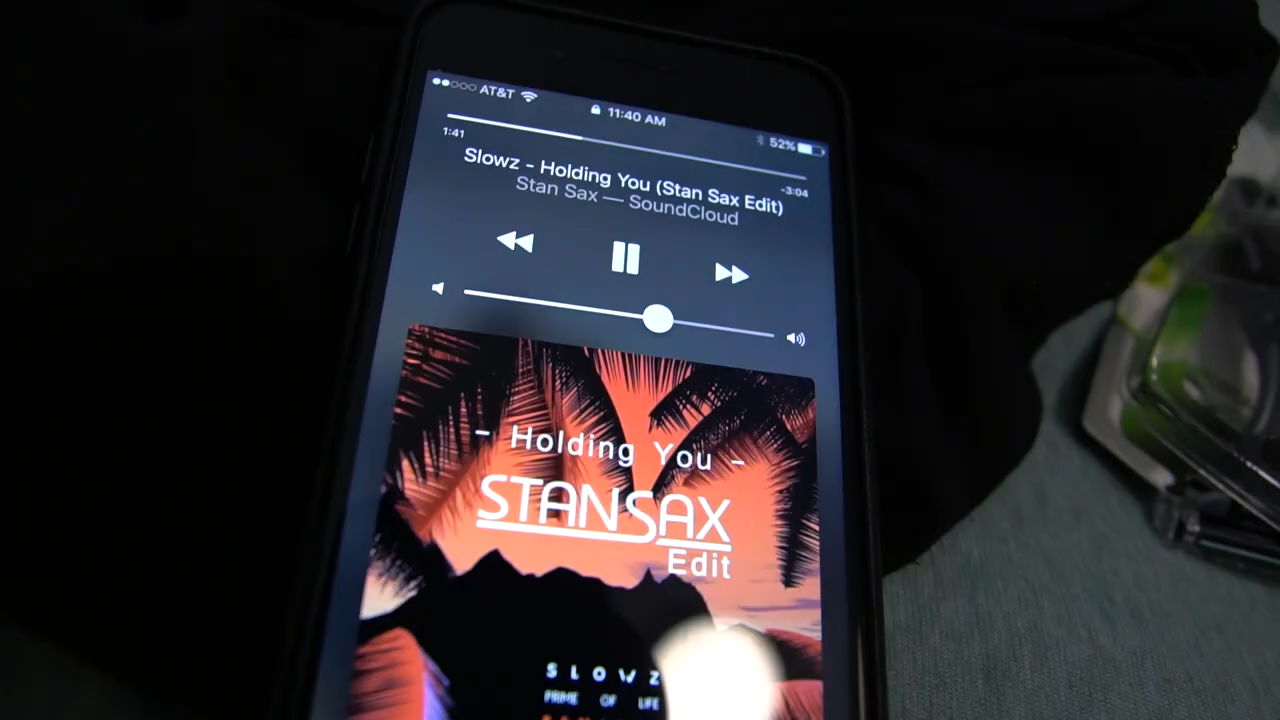 AT&T 11:40 AM 52%
1:41 -3:04
Slowz - Holding You (Stan Sax Edit)
Stan Sax — SoundCloud
- Holding You -
STANSAX
Edit
SLOWZ
PRIME OF LIFE